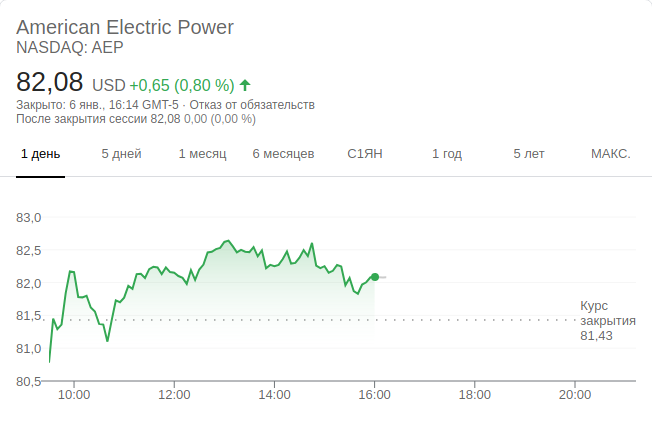 American Electric Power
NASDAQ: AEP
82,08 USD +0,65 (0,80 %)
Закрыто: 6 янв., 16:14 GMT-5 · Отказ от обязательств
После закрытия сессии 82,08 0,00 (0,00 %)
1 день 5 дней 1 месяц 6 месяцев С1ЯН 1 год 5 лет МАКС.
83,0
82,5
82,0
81,5
81,0
80,5
Курс
закрытия
81,43
10:00 12:00 14:00 16:00 18:00 20:00